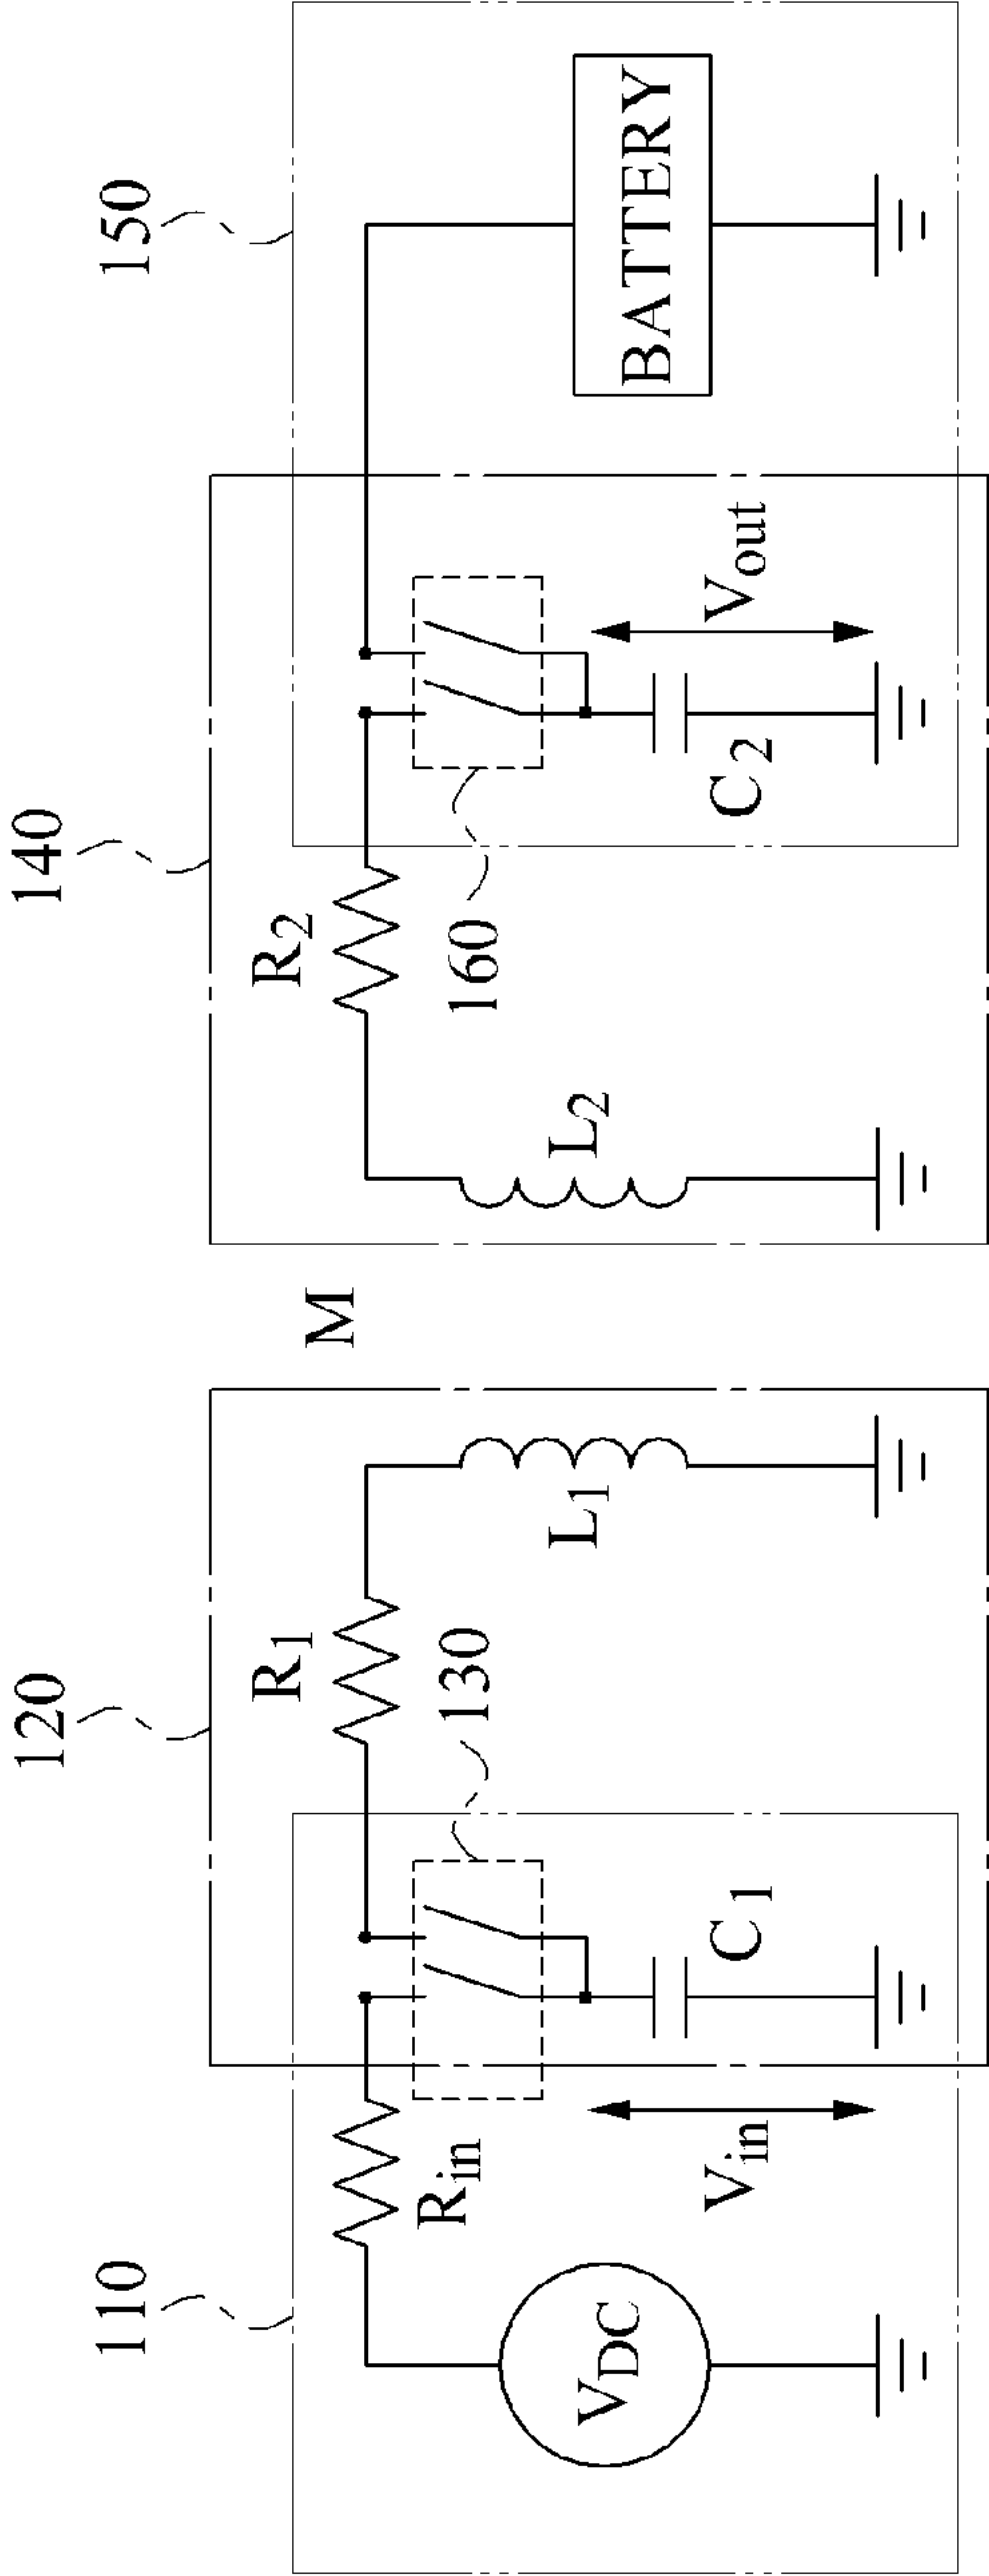 110
120
140
150
R1
M
R2
Rin
130
160
VDC
L1
L2
BATTERY
Vin
C1
C2
Vout